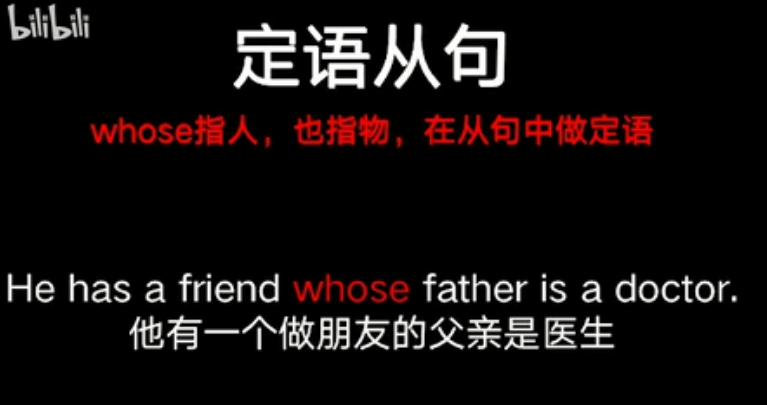 bilibili
定语从句
whose指人，也指物，在从句中做定语
He has a friend whose father is a doctor.
他有一个做朋友的父亲是医生